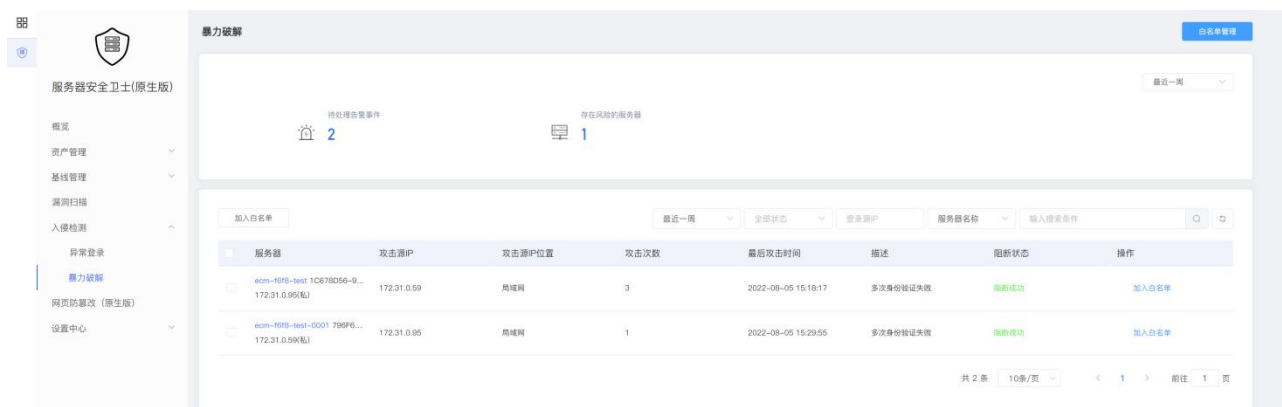 暴力破解
白名单管理
服务器安全卫士(原生版)
概览
资产管理
基线管理
漏洞扫描
入侵检测
异常登录
暴力破解
网页防篡改（原生版）
设置中心
最近一周
待处理告警事件
2
存在风险的服务器
1
加入白名单
最近一周
全部状态
登录源IP
服务器名称
输入搜索条件
服务器 攻击源IP 攻击源IP位置 攻击次数 最后攻击时间 描述 阻断状态 操作
ecm-f6f8-test 1C678D56-9...
172.31.0.95(私)
172.31.0.59 局域网 3 2022-08-05 15:18:17 多次身份验证失败 阻断成功 加入白名单
ecm-f6f8-test-0001 796F6...
172.31.0.59(私)
172.31.0.95 局域网 1 2022-08-05 15:29:55 多次身份验证失败 阻断成功 加入白名单
共 2 条 10条/页 1 前往 1 页